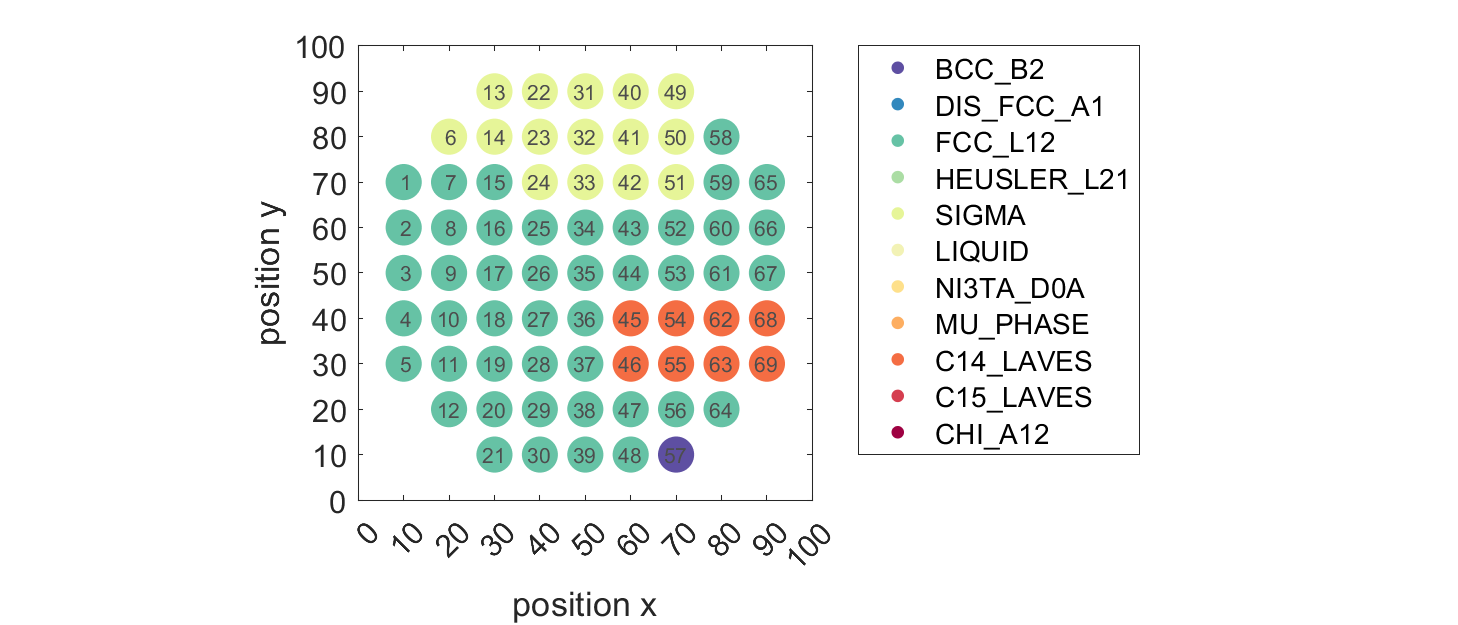 100
90
80
70
60
50
40
30
20
10
0
position y
13 22 31 40 49
6 14 23 32 41 50 58
1 7 15 24 33 42 51 59 65
2 8 16 25 34 43 52 60 66
3 9 17 26 35 44 53 61 67
4 10 18 27 36 45 54 62 68
5 11 19 28 37 46 55 63 69
12 20 29 38 47 56 64
21 30 39 48 57
0 10 20 30 40 50 60 70 80 90 100
position x
BCC_B2
DIS_FCC_A1
FCC_L12
HEUSLER_L21
SIGMA
LIQUID
NI3TA_D0A
MU_PHASE
C14_LAVES
C15_LAVES
CHI_A12